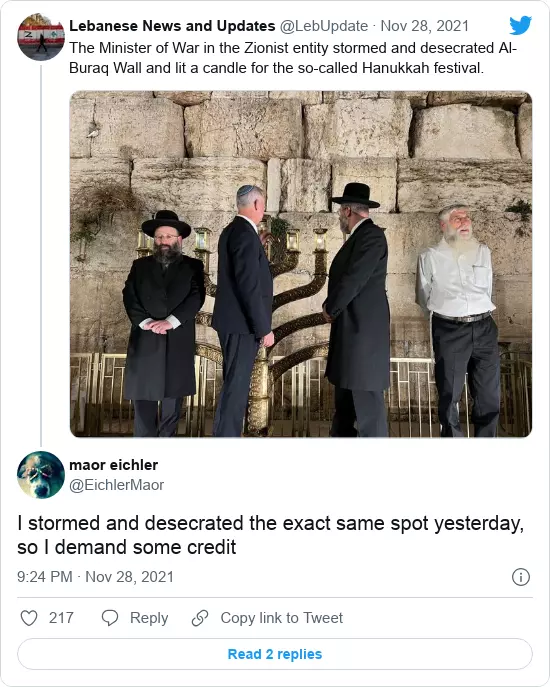 Lebanese News and Updates @LebUpdate · Nov 28, 2021
The Minister of War in the Zionist entity stormed and desecrated Al-
Buraq Wall and lit a candle for the so-called Hanukkah festival.
maor eichler
@EichlerMaor
I stormed and desecrated the exact same spot yesterday,
so I demand some credit
9:24 PM · Nov 28, 2021
217 Reply Copy link to Tweet
Read 2 replies